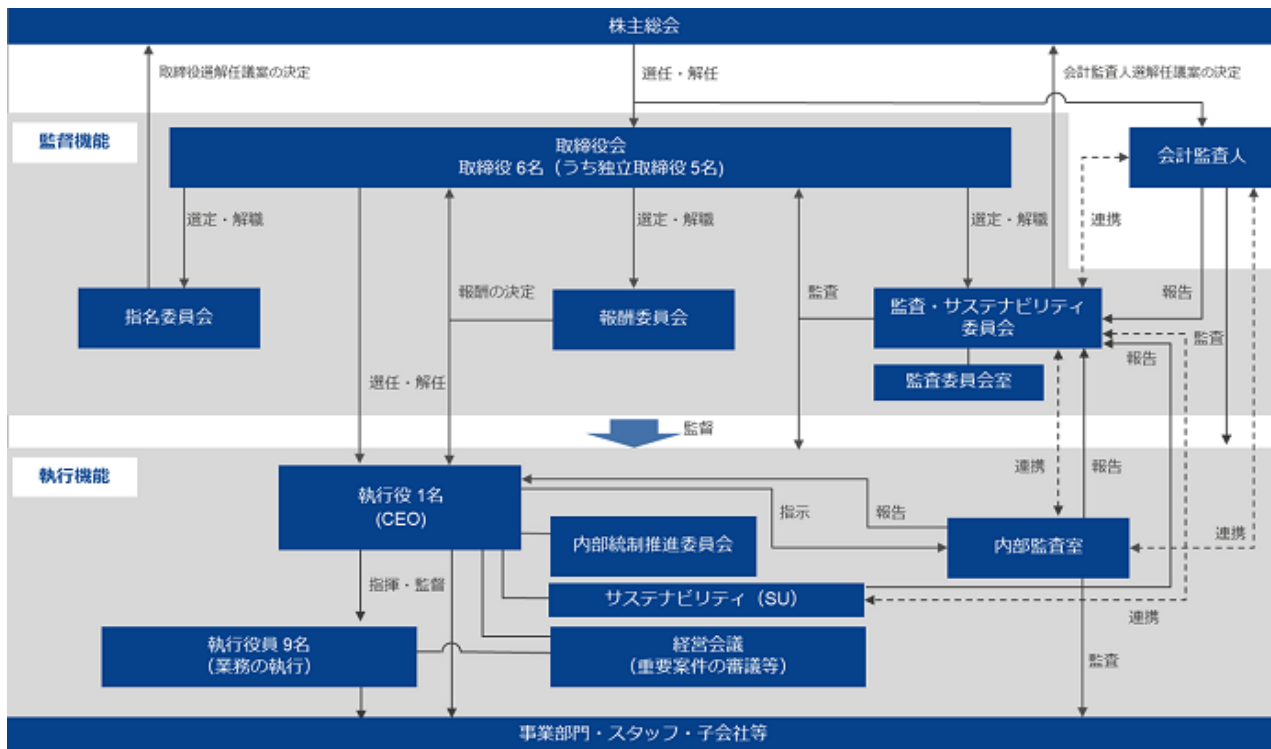 株主総会
取締役選解任議案の決定
選任・解任
会計監査人選解任議案の決定
監督機能
取締役会
取締役 6名（うち独立取締役 5名)
会計監査人
選定・解職
選定・解職
選定・解職
連携
指名委員会
報酬の決定
報酬委員会
監査
監査・サステナビリティ
委員会
報告
監査
報告
監査委員会室
選任・解任
監督
執行機能
執行役 1名
(CEO)
指示
報告
連携
報告
内部統制推進委員会
内部監査室
連携
指揮・監督
サステナビリティ（SU）
連携
執行役員 9名
（業務の執行）
経営会議
（重要案件の審議等）
監査
事業部門・スタッフ・子会社等